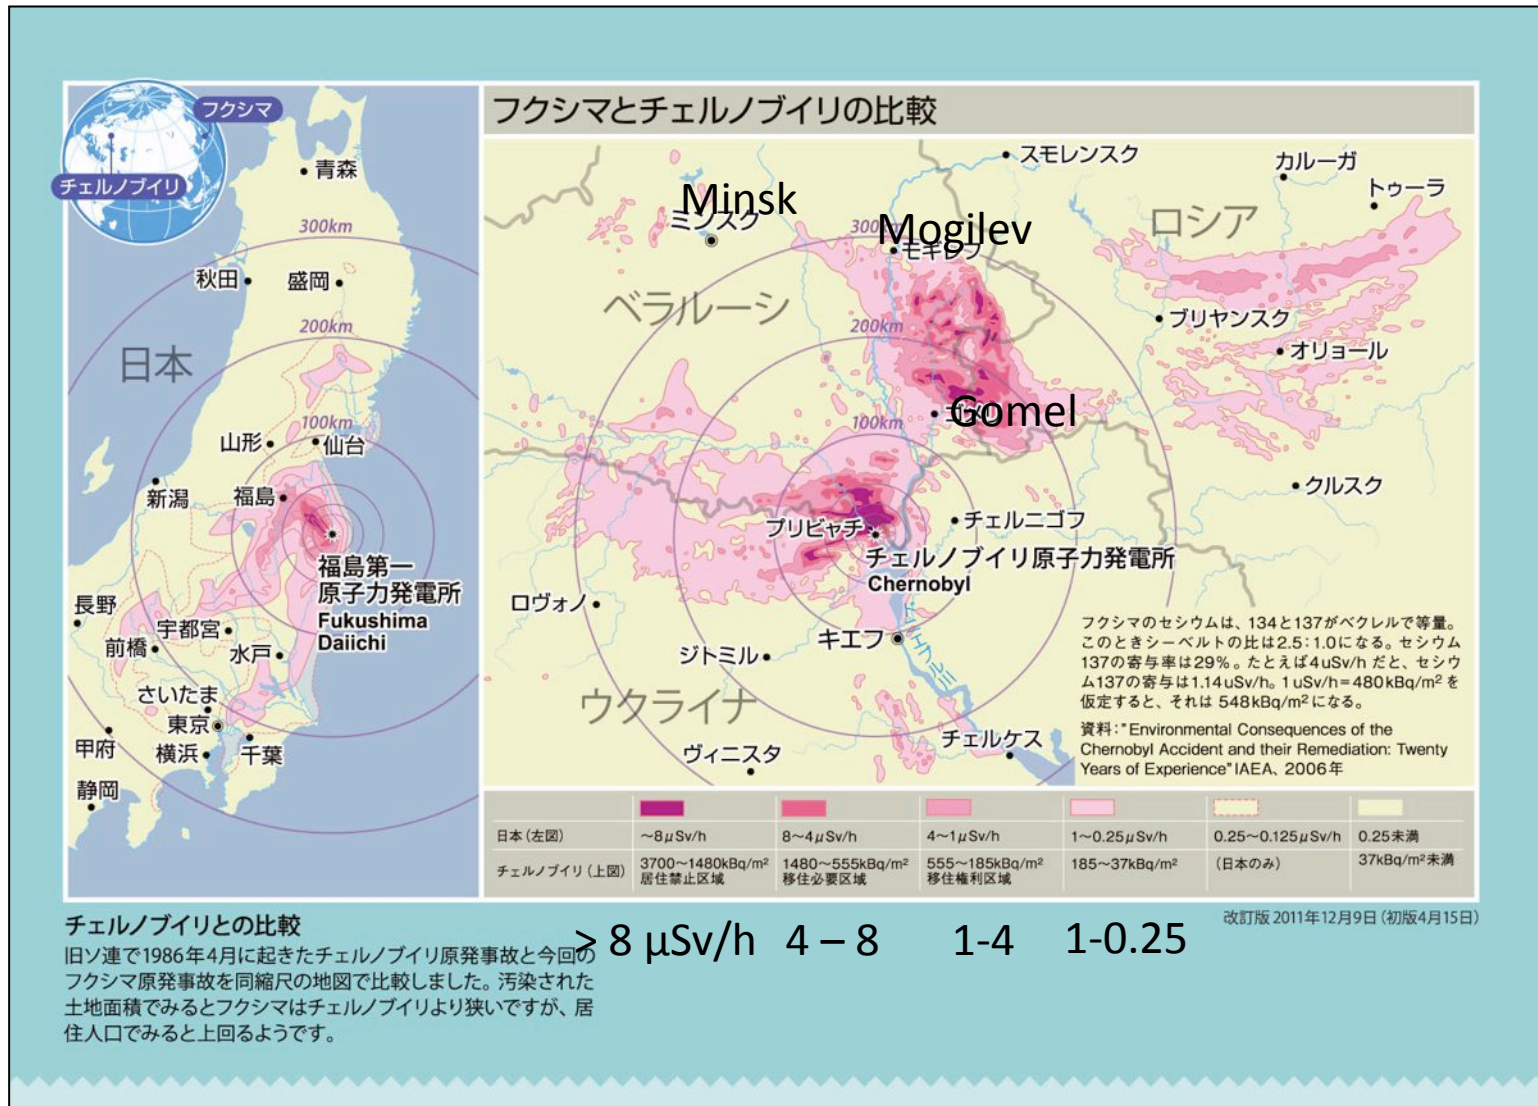 フクシマ
チェルノブイリ
青森
300km
秋田
盛岡
200km
日本
100km
山形
仙台
新潟
福島
福島第一
原子力発電所
Fukushima
Daiichi
長野
前橋
宇都宮
水戸
さいたま
東京
甲府
横浜
千葉
静岡
フクシマとチェルノブイリの比較
Minsk
ミンスク
Mogilev
300km
モギレフ
スモレンスク
カルーガ
トゥーラ
ロシア
ベラルーシ
200km
ブリヤンスク
オリョール
Gomel
100km
クルスク
プリピャチ
チェルニゴフ
チェルノブイリ原子力発電所
Chernobyl
ロヴォノ
ジトミル
キエフ
ドニエプル川
ウクライナ
ヴィニスタ
チェルケス
フクシマのセシウムは、134と137がベクレルで等量。
このときシーベルトの比は2.5:1.0になる。セシウム
137の寄与率は29%。たとえば4uSv/h だと、セシウ
ム137の寄与は1.14uSv/h。1uSv/h=480kBq/m²を
仮定すると、それは 548kBq/m²になる。
資料:"Environmental Consequences of the
Chernobyl Accident and their Remediation: Twenty
Years of Experience"IAEA、2006年
日本(左図) ～8μSv/h 8～4μSv/h 4～1μSv/h 1～0.25μSv/h 0.25～0.125μSv/h 0.25未満
チェルノブイリ(上図) 3700～1480kBq/m² 1480～555kBq/m² 555～185kBq/m² 185～37kBq/m² (日本のみ) 37kBq/m²未満
居住禁止区域 移住必要区域 移住権利区域
改訂版 2011年12月9日(初版4月15日)
> 8 μSv/h 4 – 8 1-4 1-0.25
チェルノブイリとの比較
旧ソ連で1986年4月に起きたチェルノブイリ原発事故と今回の
フクシマ原発事故を同縮尺の地図で比較しました。汚染された
土地面積でみるとフクシマはチェルノブイリより狭いですが、居
住人口でみると上回るようです。